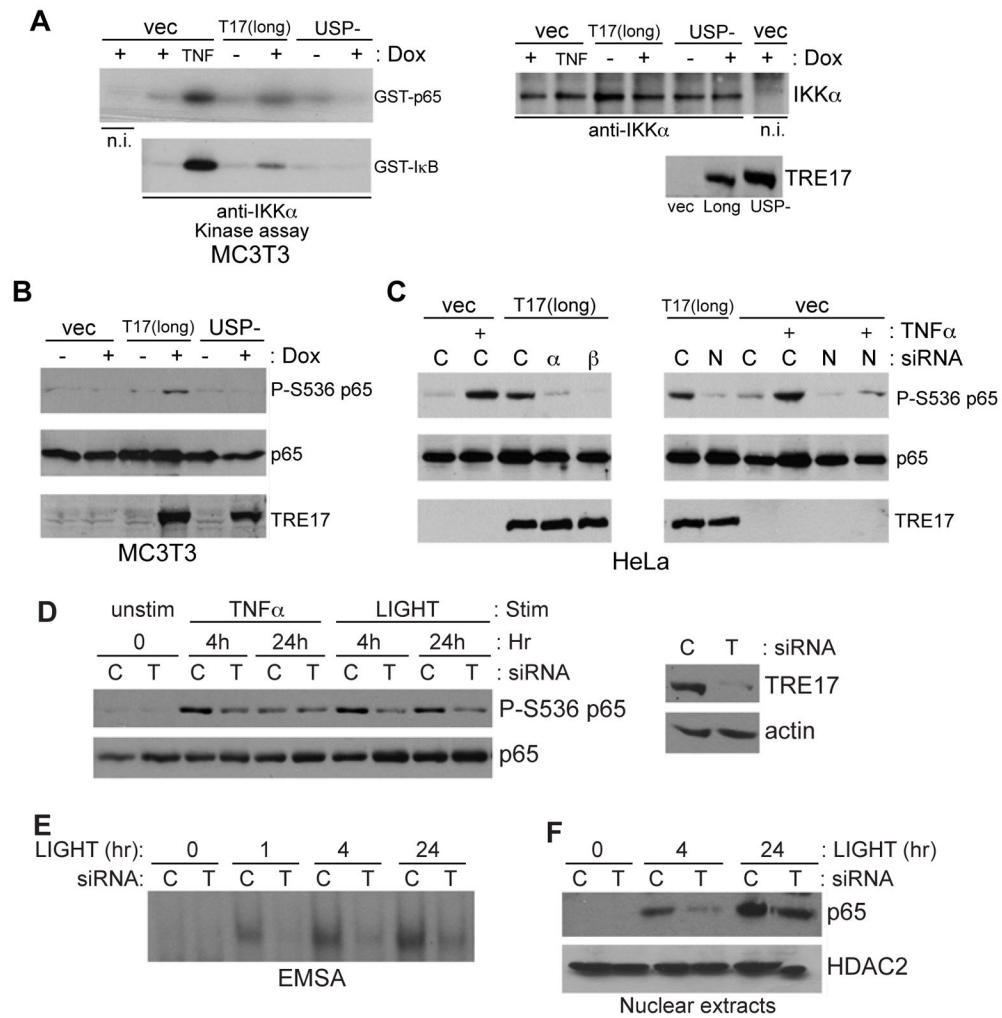 A
vec T17(long) USP-
+ + TNF - + - + : Dox
GST-p65
n.i.
GST-IκB
anti-IKKα
Kinase assay
MC3T3
vec T17(long) USP- vec
+ TNF - + - + + : Dox
IKKα
anti-IKKα n.i.
TRE17
vec Long USP-
B
vec T17(long) USP-
- + - + - + : Dox
P-S536 p65
p65
TRE17
MC3T3
C
vec T17(long) T17(long) vec
+ + + : TNFα
C C C α β C N C C N N : siRNA
P-S536 p65
p65
TRE17
HeLa
D
unstim TNFα LIGHT : Stim
0 4h 24h 4h 24h : Hr
C T C T C T C T C T : siRNA
P-S536 p65
p65
C T : siRNA
TRE17
actin
E
LIGHT (hr): 0 1 4 24
siRNA: C T C T C T C T
EMSA
F
0 4 24 : LIGHT (hr)
C T C T C T : siRNA
p65
HDAC2
Nuclear extracts